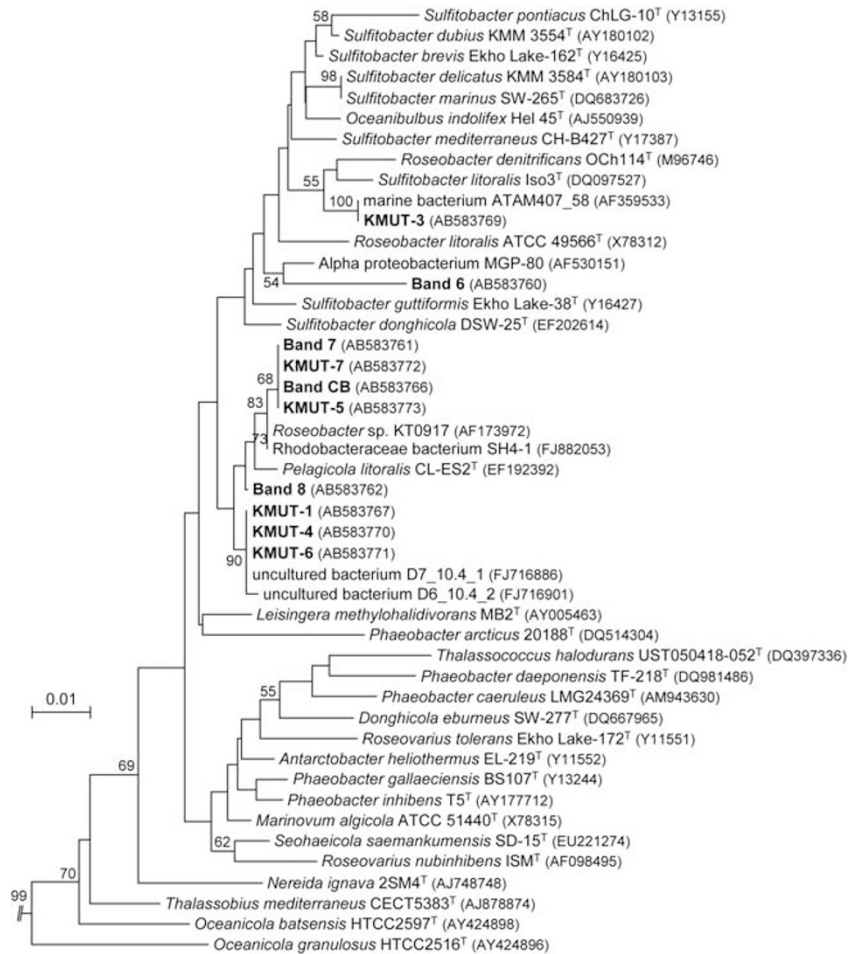 58
Sulfitobacter pontiacus ChLG-10ᵀ (Y13155)
Sulfitobacter dubius KMM 3554ᵀ (AY180102)
Sulfitobacter brevis Ekho Lake-162ᵀ (Y16425)
98
Sulfitobacter delicatus KMM 3584ᵀ (AY180103)
Sulfitobacter marinus SW-265ᵀ (DQ683726)
Oceanibulbus indolifex Hel 45ᵀ (AJ550939)
Sulfitobacter mediterraneus CH-B427ᵀ (Y17387)
Roseobacter denitrificans OCh114ᵀ (M96746)
55
Sulfitobacter litoralis Iso3ᵀ (DQ097527)
100
marine bacterium ATAM407_58 (AF359533)
KMUT-3 (AB583769)
Roseobacter litoralis ATCC 49566ᵀ (X78312)
Alpha proteobacterium MGP-80 (AF530151)
54
Band 6 (AB583760)
Sulfitobacter guttiformis Ekho Lake-38ᵀ (Y16427)
Sulfitobacter donghicola DSW-25ᵀ (EF202614)
Band 7 (AB583761)
KMUT-7 (AB583772)
68
Band CB (AB583766)
83
KMUT-5 (AB583773)
73
Roseobacter sp. KT0917 (AF173972)
Rhodobacteraceae bacterium SH4-1 (FJ882053)
Pelagicola litoralis CL-ES2ᵀ (EF192392)
Band 8 (AB583762)
KMUT-1 (AB583767)
KMUT-4 (AB583770)
KMUT-6 (AB583771)
90
uncultured bacterium D7_10.4_1 (FJ716886)
uncultured bacterium D6_10.4_2 (FJ716901)
Leisingera methylohalidivorans MB2ᵀ (AY005463)
Phaeobacter arcticus 20188ᵀ (DQ514304)
Thalassococcus halodurans UST050418-052ᵀ (DQ397336)
Phaeobacter daeponensis TF-218ᵀ (DQ981486)
0.01
55
Phaeobacter caeruleus LMG24369ᵀ (AM943630)
Donghicola eburneus SW-277ᵀ (DQ667965)
Roseovarius tolerans Ekho Lake-172ᵀ (Y11551)
Antarctobacter heliothermus EL-219ᵀ (Y11552)
69
Phaeobacter gallaeciensis BS107ᵀ (Y13244)
Phaeobacter inhibens T5ᵀ (AY177712)
Marinovum algicola ATCC 51440ᵀ (X78315)
62
Seohaeicola saemankumensis SD-15ᵀ (EU221274)
Roseovarius nubinhibens ISMᵀ (AF098495)
70
Nereida ignava 2SM4ᵀ (AJ748748)
99
Thalassobius mediterraneus CECT5383ᵀ (AJ878874)
Oceanicola batsensis HTCC2597ᵀ (AY424898)
Oceanicola granulosus HTCC2516ᵀ (AY424896)